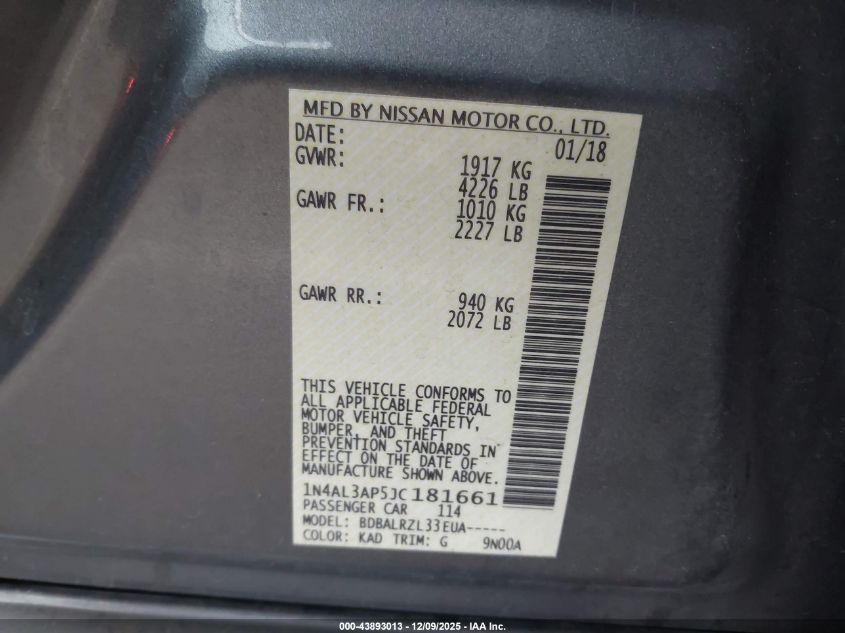 MFD BY NISSAN MOTOR CO., LTD.
DATE: 01/18
GVWR: 1917 KG
4226 LB
GAWR FR.: 1010 KG
2227 LB
GAWR RR.: 940 KG
2072 LB
THIS VEHICLE CONFORMS TO
ALL APPLICABLE FEDERAL
MOTOR VEHICLE SAFETY,
BUMPER, AND THEFT
PREVENTION STANDARDS IN
EFFECT ON THE DATE OF
MANUFACTURE SHOWN ABOVE.
1N4AL3AP5JC181661
PASSENGER CAR 114
MODEL: BDBALRZL33EUA-----
COLOR: KAD TRIM: G 9N00A
000-43893013 - 12/09/2025 - IAA Inc.